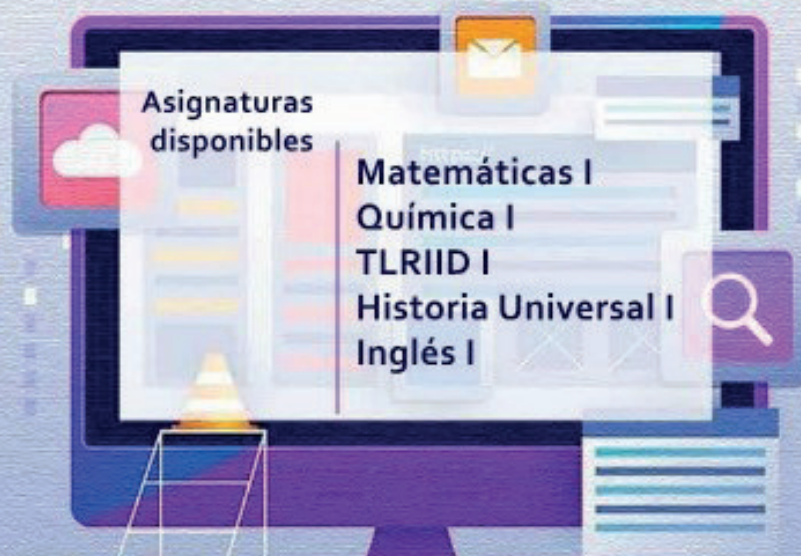 Asignaturas
disponibles
Matemáticas I
Química I
TLRIID I
Historia Universal I
Inglés I